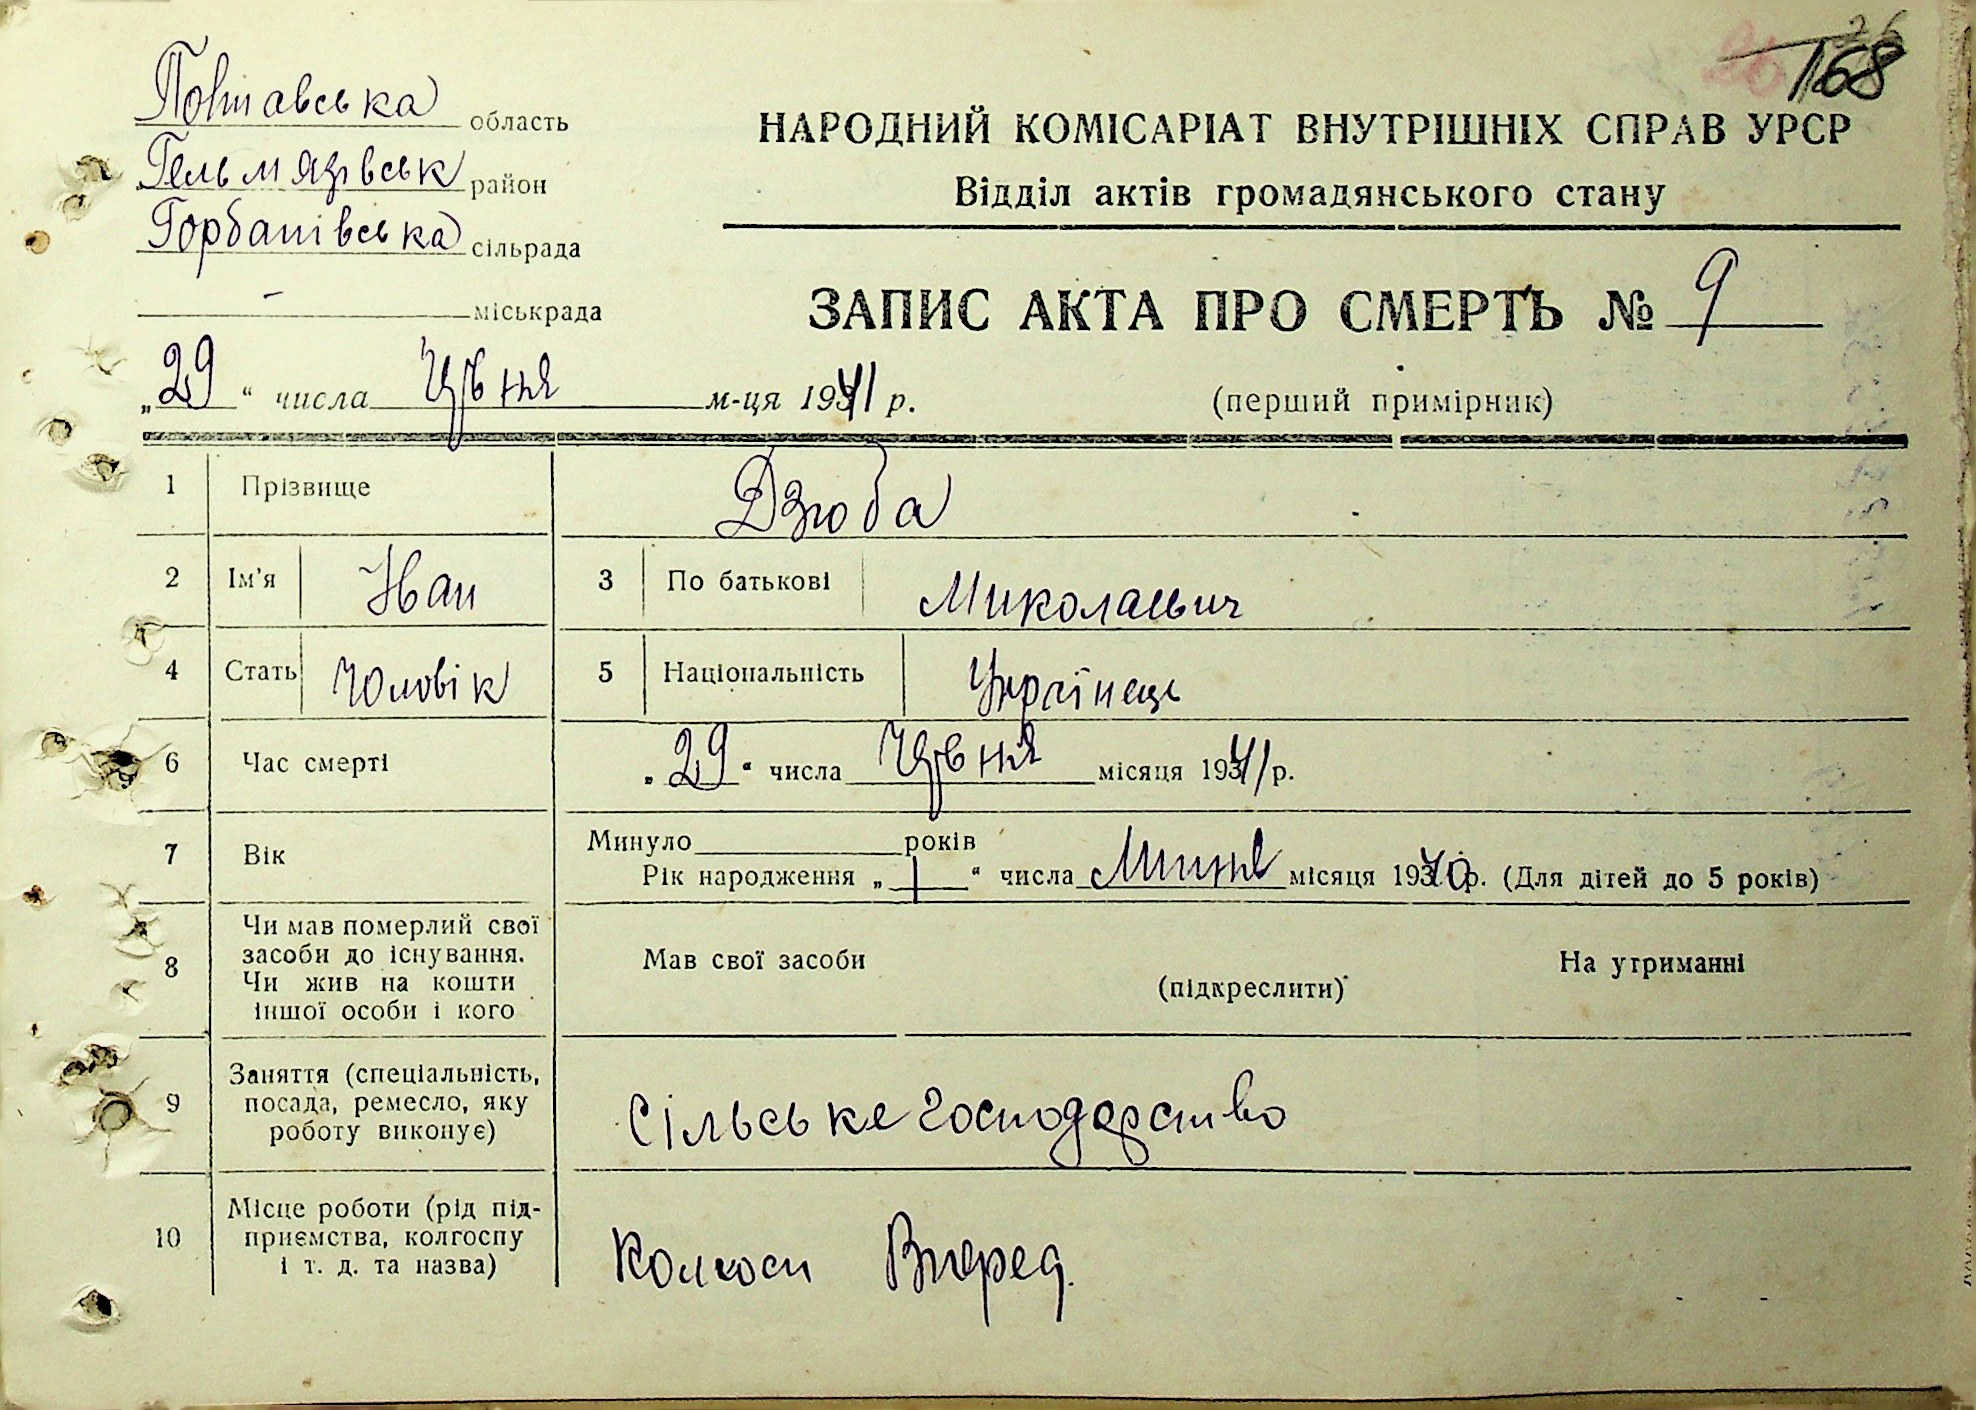 168
Полтавська область
Гельмязівськ район
Горбанівська сільрада
- міськрада
НАРОДНИЙ КОМІСАРІАТ ВНУТРІШНІХ СПРАВ УРСР
Відділ актів громадянського стану
ЗАПИС АКТА ПРО СМЕРТЬ № 9
„29“ числа Црвня м-ця 1941 р.
(перший примірник)
1 Прізвище Дзюба
2 Ім’я Иван 3 По батькові Миколаевич
4 Стать Чоловік 5 Національність Українець
6 Час смерті „29“ числа Црвня місяця 1941 р.
7 Вік Минуло років
Рік народження „1“ числа місяця 1940 р. (Для дітей до 5 років)
8 Чи мав померлий свої
засоби до існування.
Чи жив на кошти
іншої особи і кого
Мав свої засоби
(підкреслити)
На утриманні
9 Заняття (спеціальність,
посада, ремесло, яку
роботу виконує)
Сільське господарство
10 Місце роботи (рід під-
приємства, колгоспу
і т. д. та назва)
Колгосп Вперед.